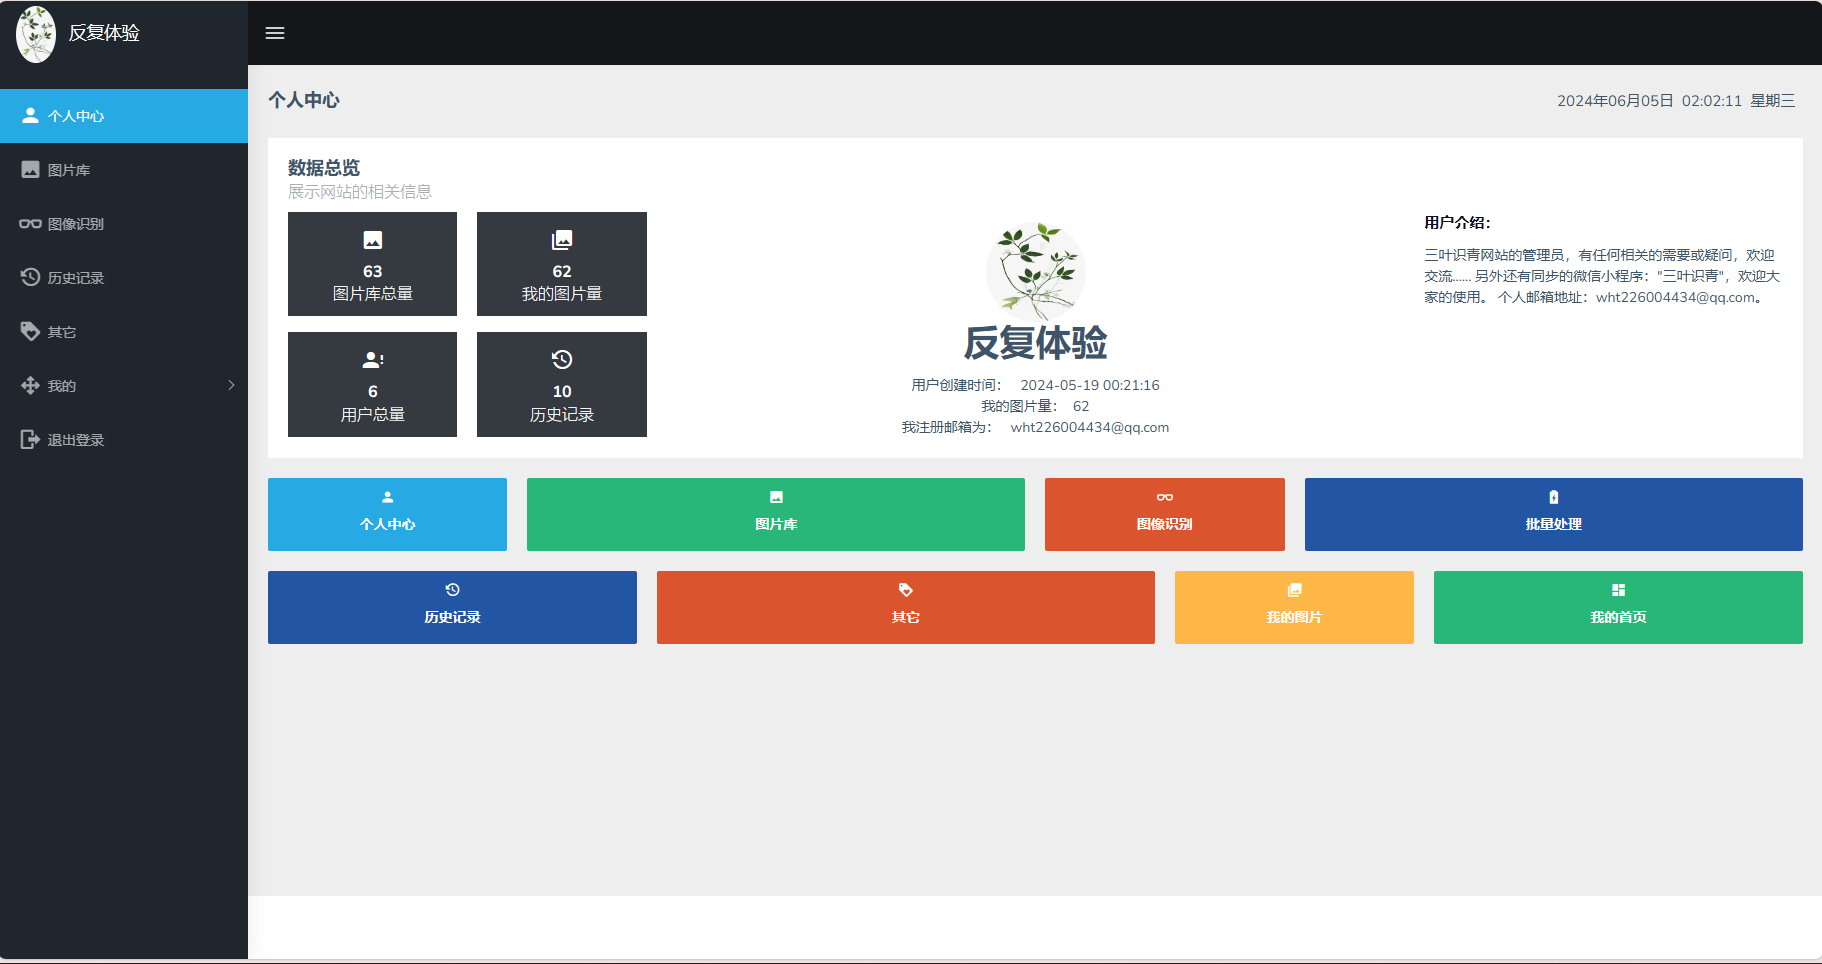 反复体验
个人中心
图片库
图像识别
历史记录
其它
我的
退出登录
个人中心
2024年06月05日 02:02:11 星期三
数据总览
展示网站的相关信息
63
图片库总量
62
我的图片量
6
用户总量
10
历史记录
反复体验
用户创建时间： 2024-05-19 00:21:16
我的图片量： 62
我注册邮箱为： wht226004434@qq.com
用户介绍：
三叶识青网站的管理员，有任何相关的需要或疑问，欢迎
交流...... 另外还有同步的微信小程序："三叶识青"，欢迎大
家的使用。 个人邮箱地址：wht226004434@qq.com。
个人中心
图片库
图像识别
批量处理
历史记录
其它
我的图片
我的首页